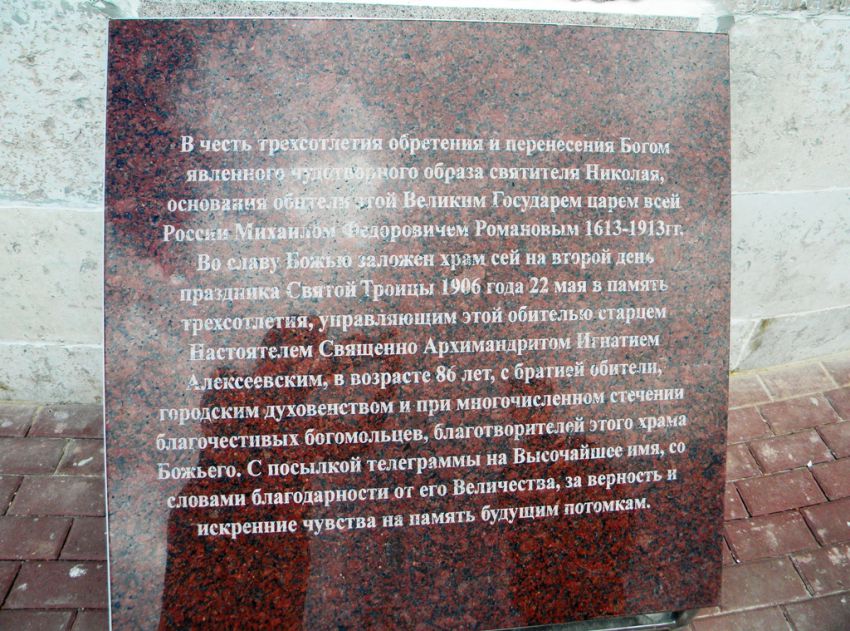 В честь трехсотлетия обретения и перенесения Богом
явленного чудотворного образа святителя Николая,
основания обители этой Великим Государем царем всей
России Михаилом Федоровичем Романовым 1613-1913гг.
Во славу Божью заложен храм сей на второй день
праздника Святой Троицы 1906 года 22 мая в память
трехсотлетия, управляющим этой обителью старцем
Настоятелем Священно Архимандритом Игнатием
Алексеевским, в возрасте 86 лет, с братией обители,
городским духовенством и при многочисленном стечении
благочестивых богомольцев, благотворителей этого храма
Божьего. С посылкой телеграммы на Высочайшее имя, со
словами благодарности от его Величества, за верность и
искренние чувства на память будущим потомкам.